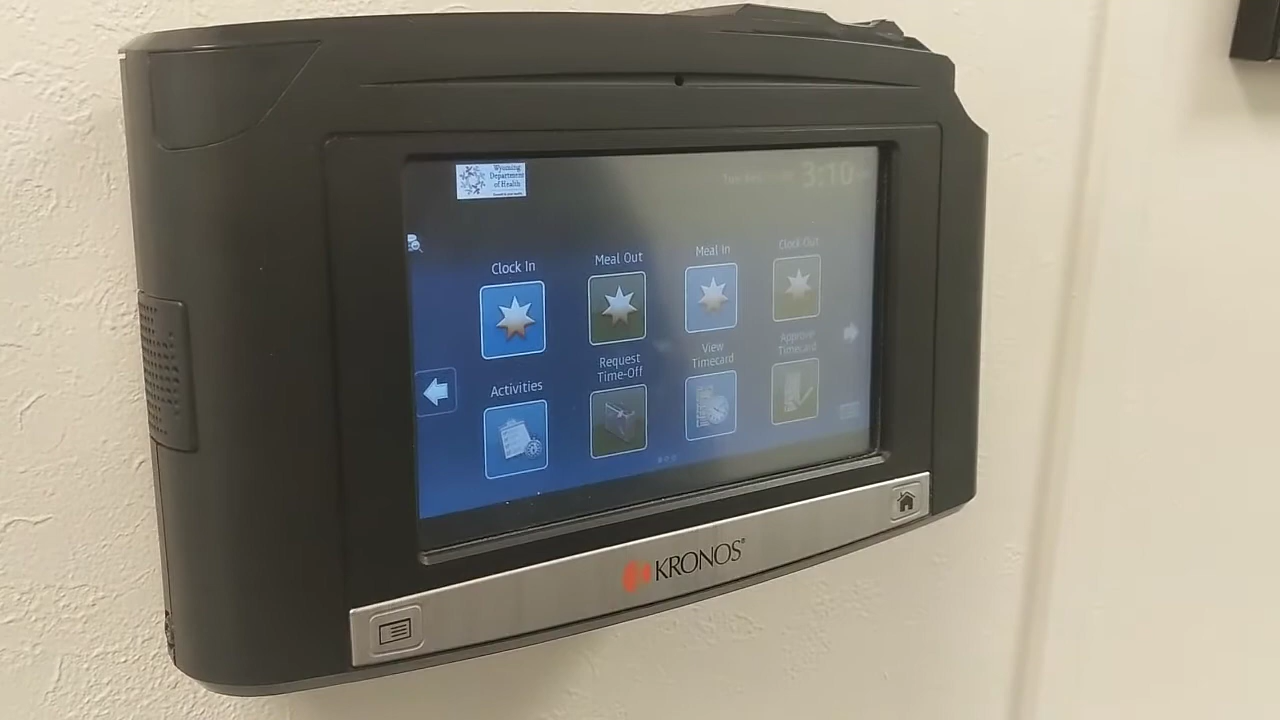 Wyoming
Department
of Health
3:10
Clock In
Meal Out
Meal In
Clock Out
Activities
Request
Time-Off
View
Timecard
Approve
Timecard
KRONOS®